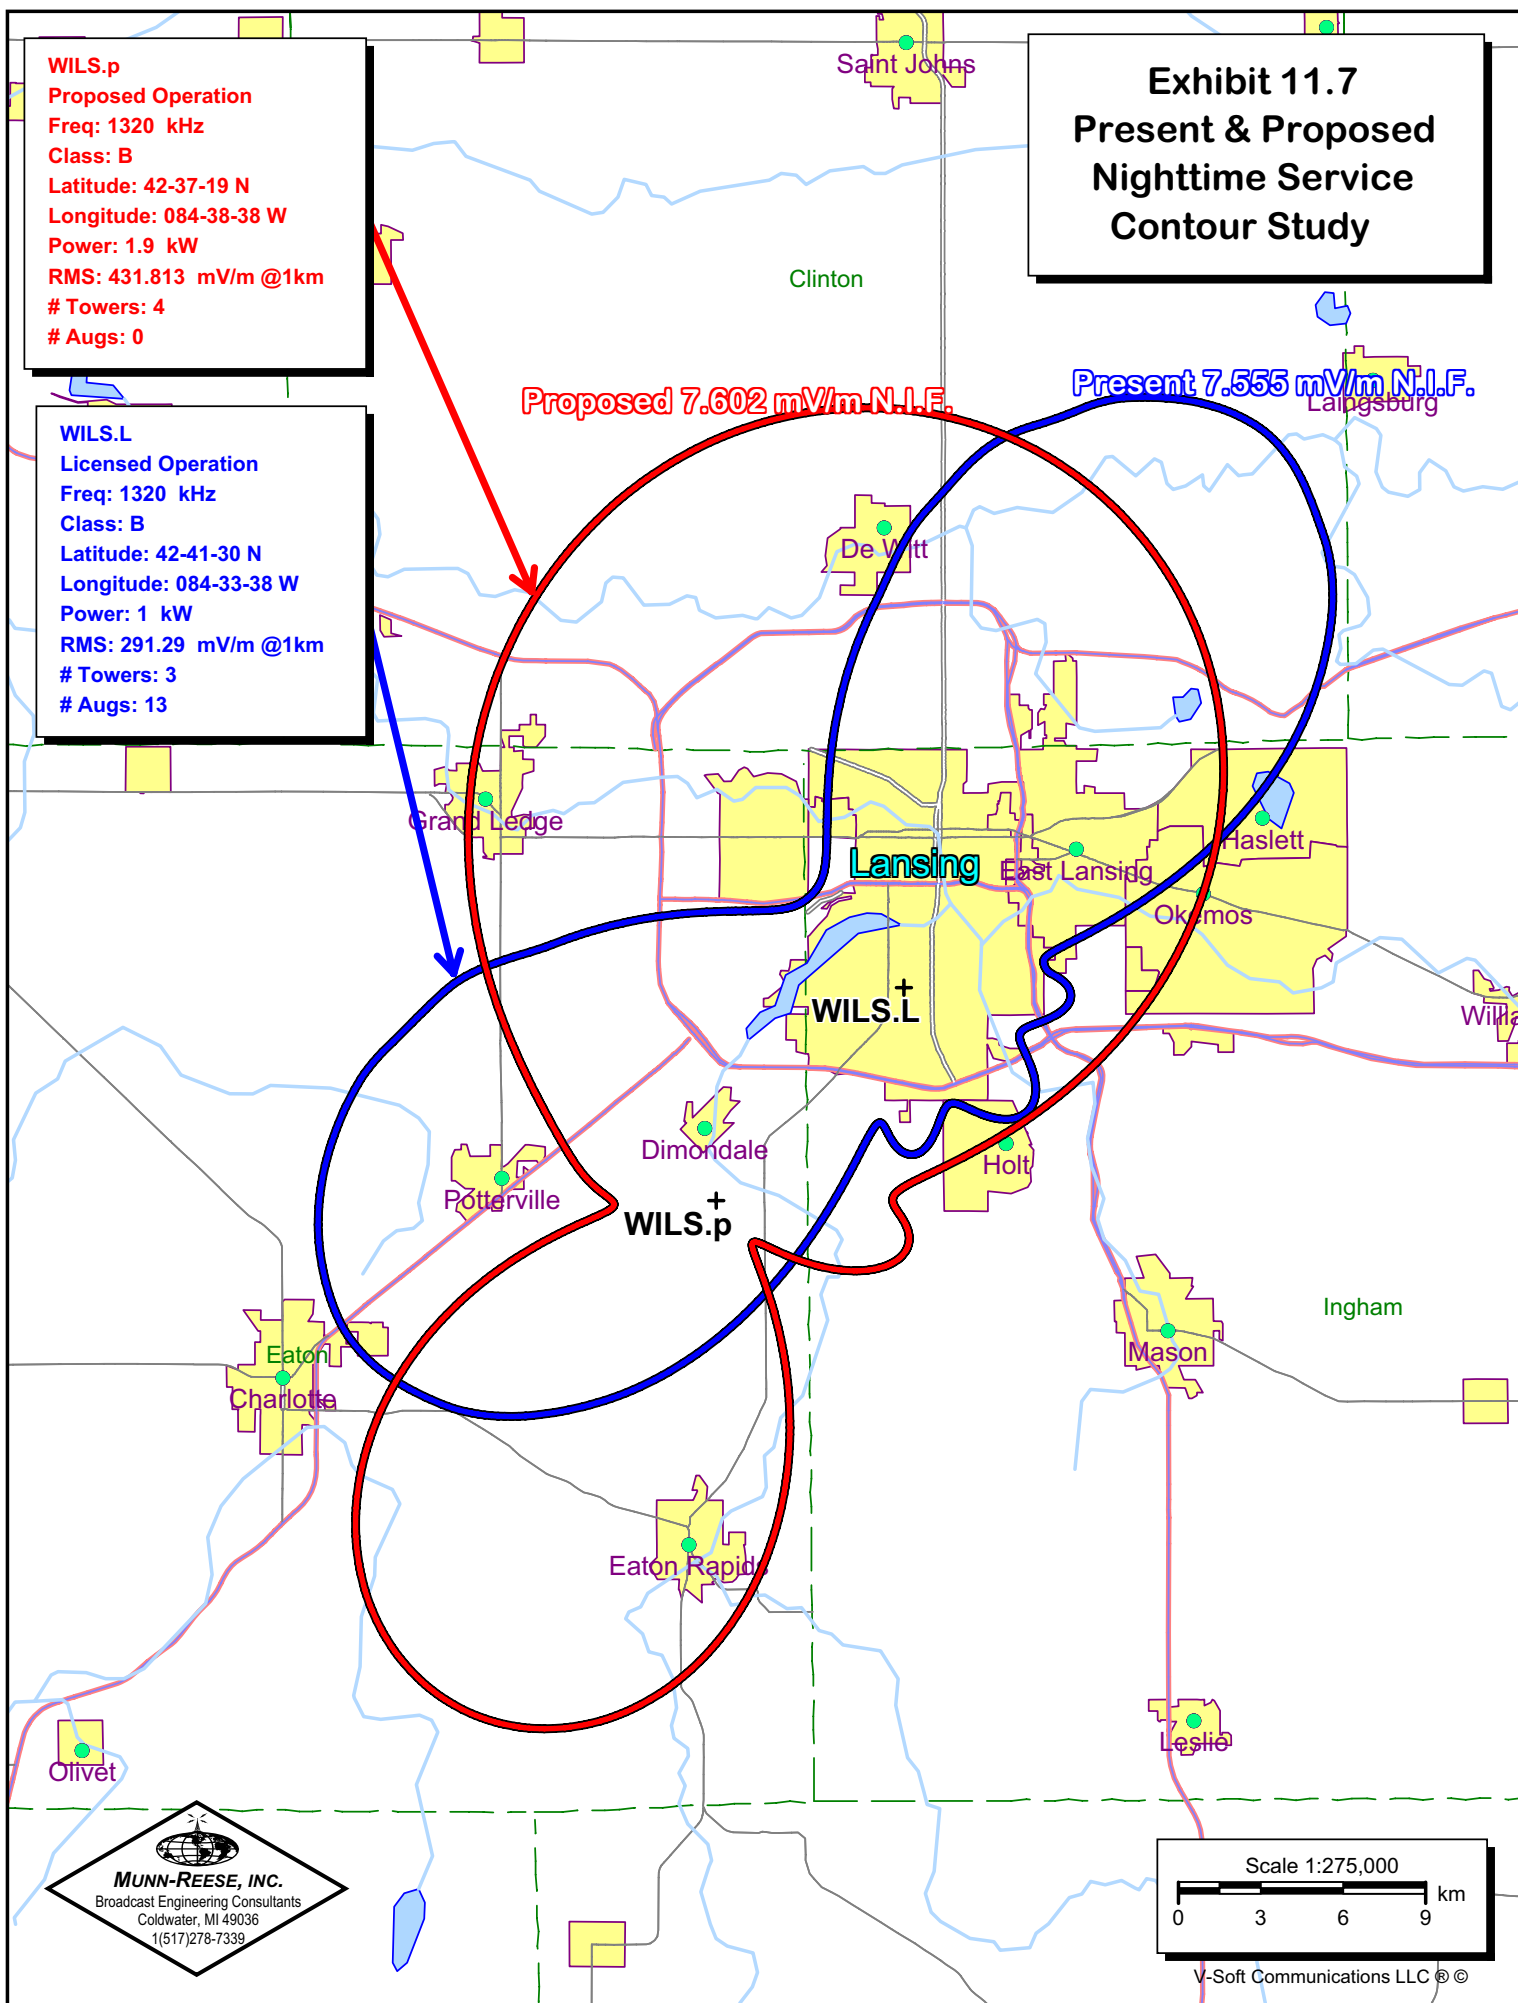 WILS.p
Proposed Operation
Freq: 1320 kHz
Class: B
Latitude: 42-37-19 N
Longitude: 084-38-38 W
Power: 1.9 kW
RMS: 431.813 mV/m @1km
# Towers: 4
# Augs: 0
Saint Johns
Exhibit 11.7
Present & Proposed
Nighttime Service
Contour Study
Clinton
WILS.L
Licensed Operation
Freq: 1320 kHz
Class: B
Latitude: 42-41-30 N
Longitude: 084-33-38 W
Power: 1 kW
RMS: 291.29 mV/m @1km
# Towers: 3
# Augs: 13
Proposed 7.602 mV/m N.I.F.
Present 7.555 mV/m N.I.F.
Laingsburg
De Witt
Grand Ledge
Haslett
Lansing
East Lansing
Okemos
WILS.L
Willia
Dimondale
Holt
Potterville
WILS.p
Ingham
Mason
Eaton
Charlotte
Eaton Rapids
Leslie
Olivet
MUNN-REESE, INC.
Broadcast Engineering Consultants
Coldwater, MI 49036
1(517)278-7339
Scale 1:275,000
km
0 3 6 9
V-Soft Communications LLC ® ©